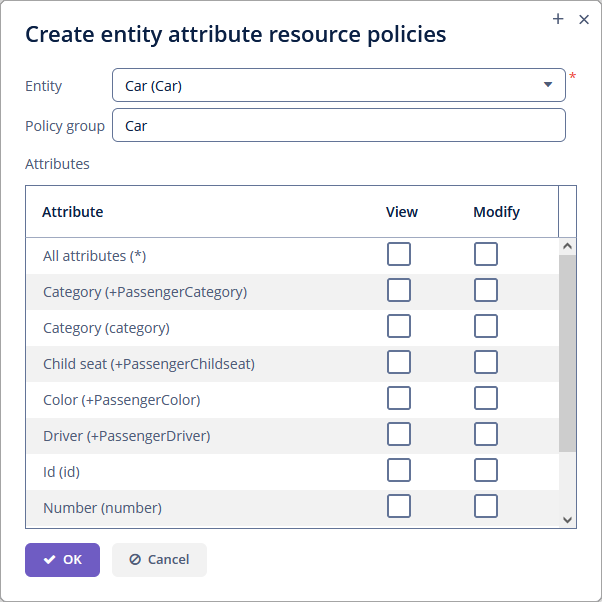 Create entity attribute resource policies
Entity
Car (Car)
*
Policy group
Car
Attributes
Attribute View Modify
All attributes (*)
Category (+PassengerCategory)
Category (category)
Child seat (+PassengerChildseat)
Color (+PassengerColor)
Driver (+PassengerDriver)
Id (id)
Number (number)
OK Cancel